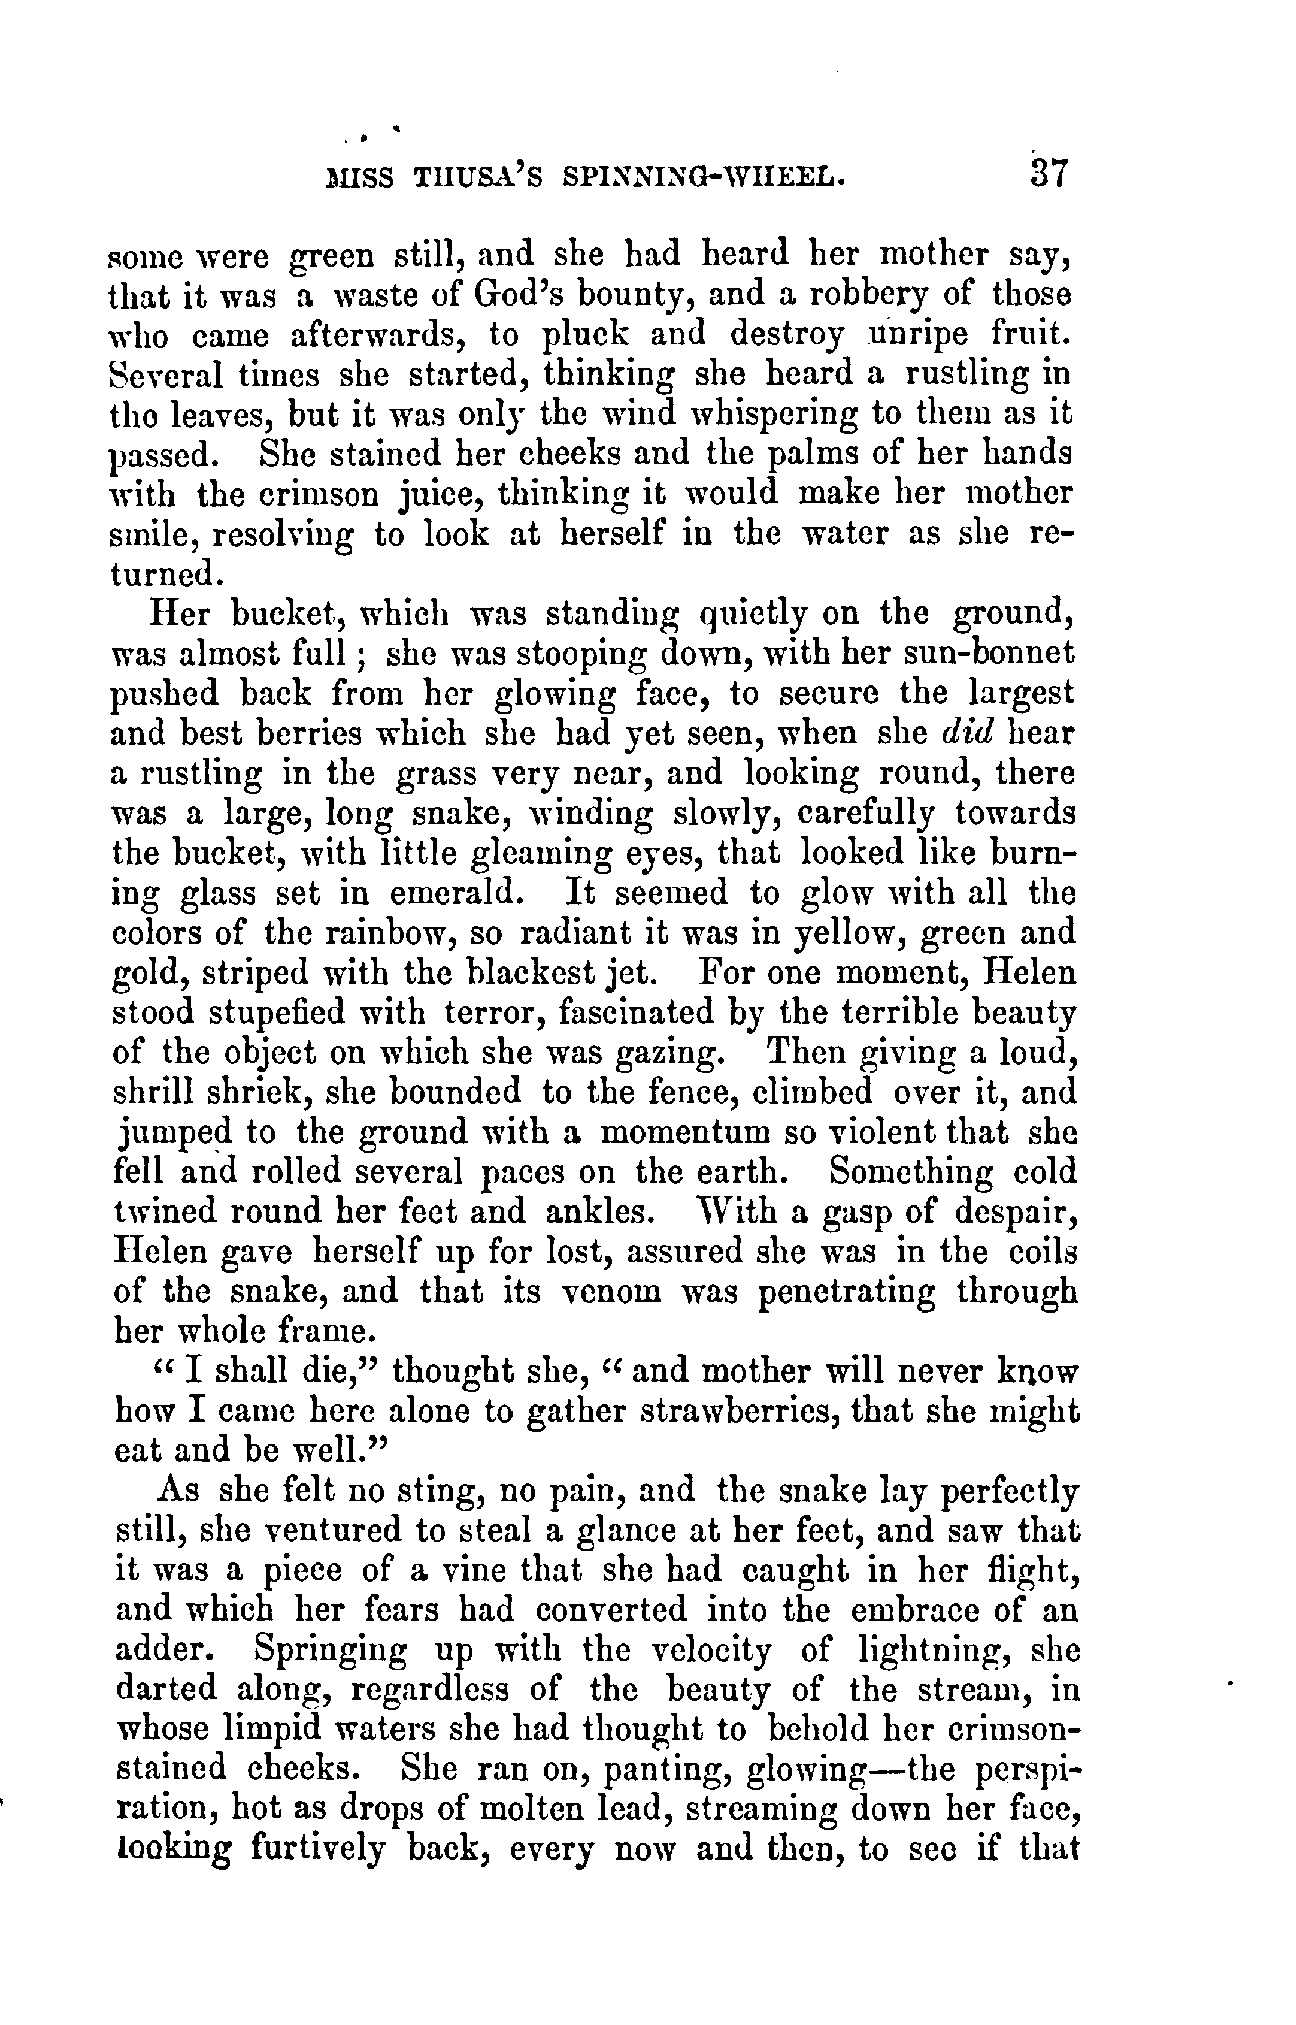 MISS THUSA'S SPINNING-WHEEL. 37
some were green still, and she had heard her mother say,
that it was a waste of God's bounty, and a robbery of those
who came afterwards, to pluck and destroy unripe fruit.
Several times she started, thinking she heard a rustling in
the leaves, but it was only the wind whispering to them as it
passed. She stained her cheeks and the palms of her hands
with the crimson juice, thinking it would make her mother
smile, resolving to look at herself in the water as she re-
turned.
Her bucket, which was standing quietly on the ground,
was almost full; she was stooping down, with her sun-bonnet
pushed back from her glowing face, to secure the largest
and best berries which she had yet seen, when she did hear
a rustling in the grass very near, and looking round, there
was a large, long snake, winding slowly, carefully towards
the bucket, with little gleaming eyes, that looked like burn-
ing glass set in emerald. It seemed to glow with all the
colors of the rainbow, so radiant it was in yellow, green and
gold, striped with the blackest jet. For one moment, Helen
stood stupefied with terror, fascinated by the terrible beauty
of the object on which she was gazing. Then giving a loud,
shrill shriek, she bounded to the fence, climbed over it, and
jumped to the ground with a momentum so violent that she
fell and rolled several paces on the earth. Something cold
twined round her feet and ankles. With a gasp of despair,
Helen gave herself up for lost, assured she was in the coils
of the snake, and that its venom was penetrating through
her whole frame.
"I shall die," thought she, "and mother will never know
how I came here alone to gather strawberries, that she might
eat and be well."
As she felt no sting, no pain, and the snake lay perfectly
still, she ventured to steal a glance at her feet, and saw that
it was a piece of a vine that she had caught in her flight,
and which her fears had converted into the embrace of an
adder. Springing up with the velocity of lightning, she
darted along, regardless of the beauty of the stream, in
whose limpid waters she had thought to behold her crimson-
stained cheeks. She ran on, panting, glowing—the perspi-
ration, hot as drops of molten lead, streaming down her face,
looking furtively back, every now and then, to see if that